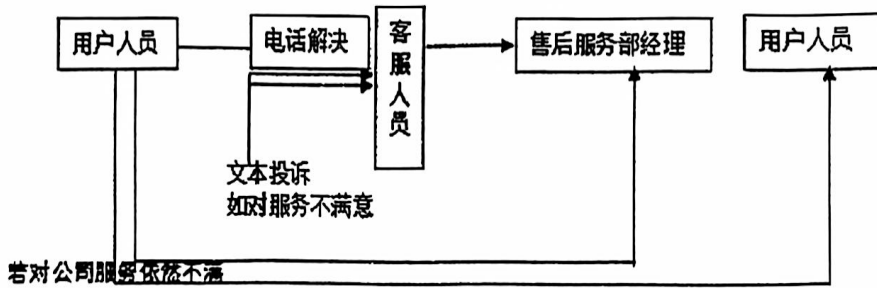 用户人员
电话解决
客服人员
售后服务部经理
用户人员
文本投诉
如对服务不满意
若对公司服务依然不满